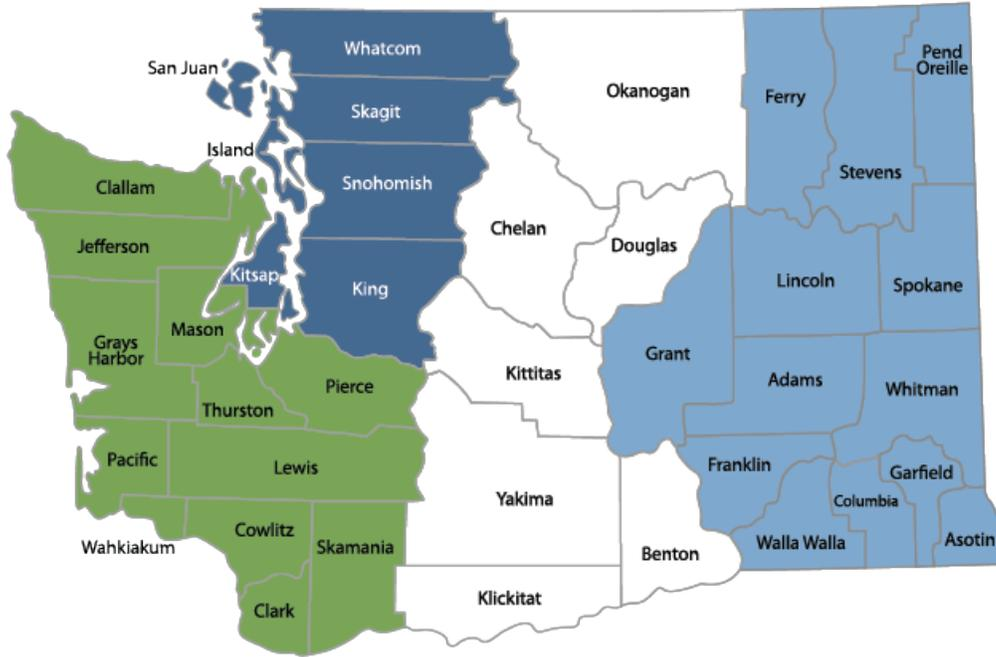 Whatcom
Pend
Oreille
San Juan
Okanogan
Ferry
Skagit
Island
Stevens
Snohomish
Clallam
Chelan
Jefferson
Douglas
Kitsap
Lincoln
Spokane
King
Mason
Grays
Harbor
Grant
Kittitas
Adams
Pierce
Whitman
Thurston
Pacific
Lewis
Franklin
Garfield
Yakima
Columbia
Cowlitz
Wahkiakum
Skamania
Walla Walla
Asotin
Benton
Klickitat
Clark